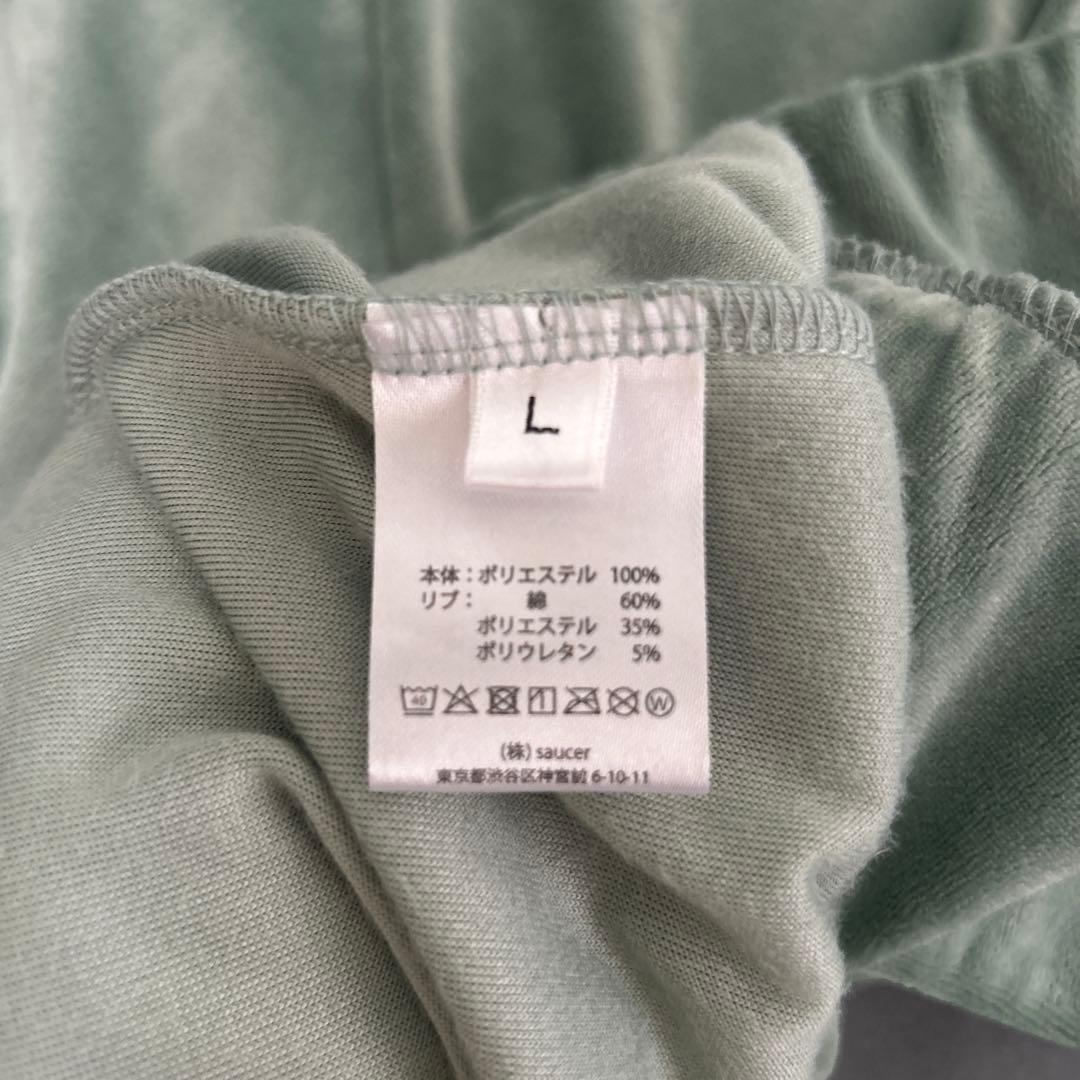 L
本体：ポリエステル 100%
リブ： 綿 60%
ポリエステル 35%
ポリウレタン 5%
40 W
(株) saucer
東京都渋谷区神宮前 6-10-11